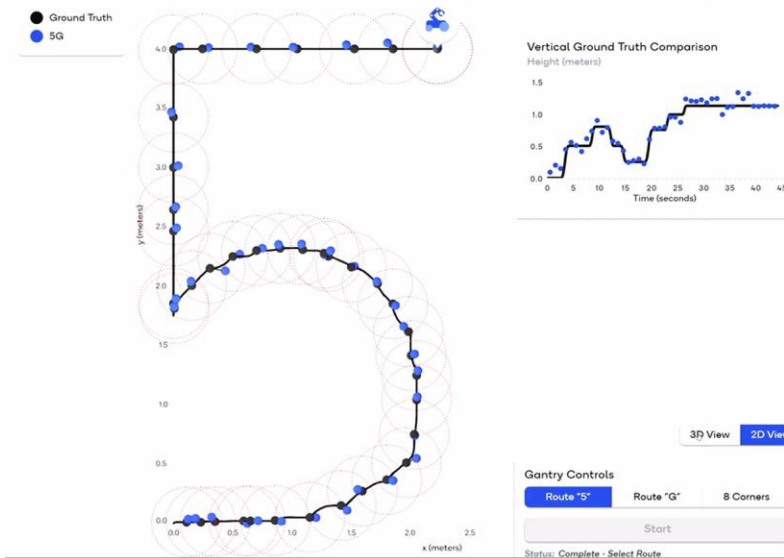 Ground Truth
5G
4.0
3.5
3.0
2.5
2.0
1.5
1.0
0.5
0.0
y (meters)
0.0 0.5 1.0 1.5 2.0 2.5
x (meters)
Vertical Ground Truth Comparison
Height (meters)
1.5
1.0
0.5
0.0
0 5 10 15 20 25 30 35 40 45
Time (seconds)
3D View 2D View
Gantry Controls
Route "5" Route "G" 8 Corners
Start
Status: Complete - Select Route